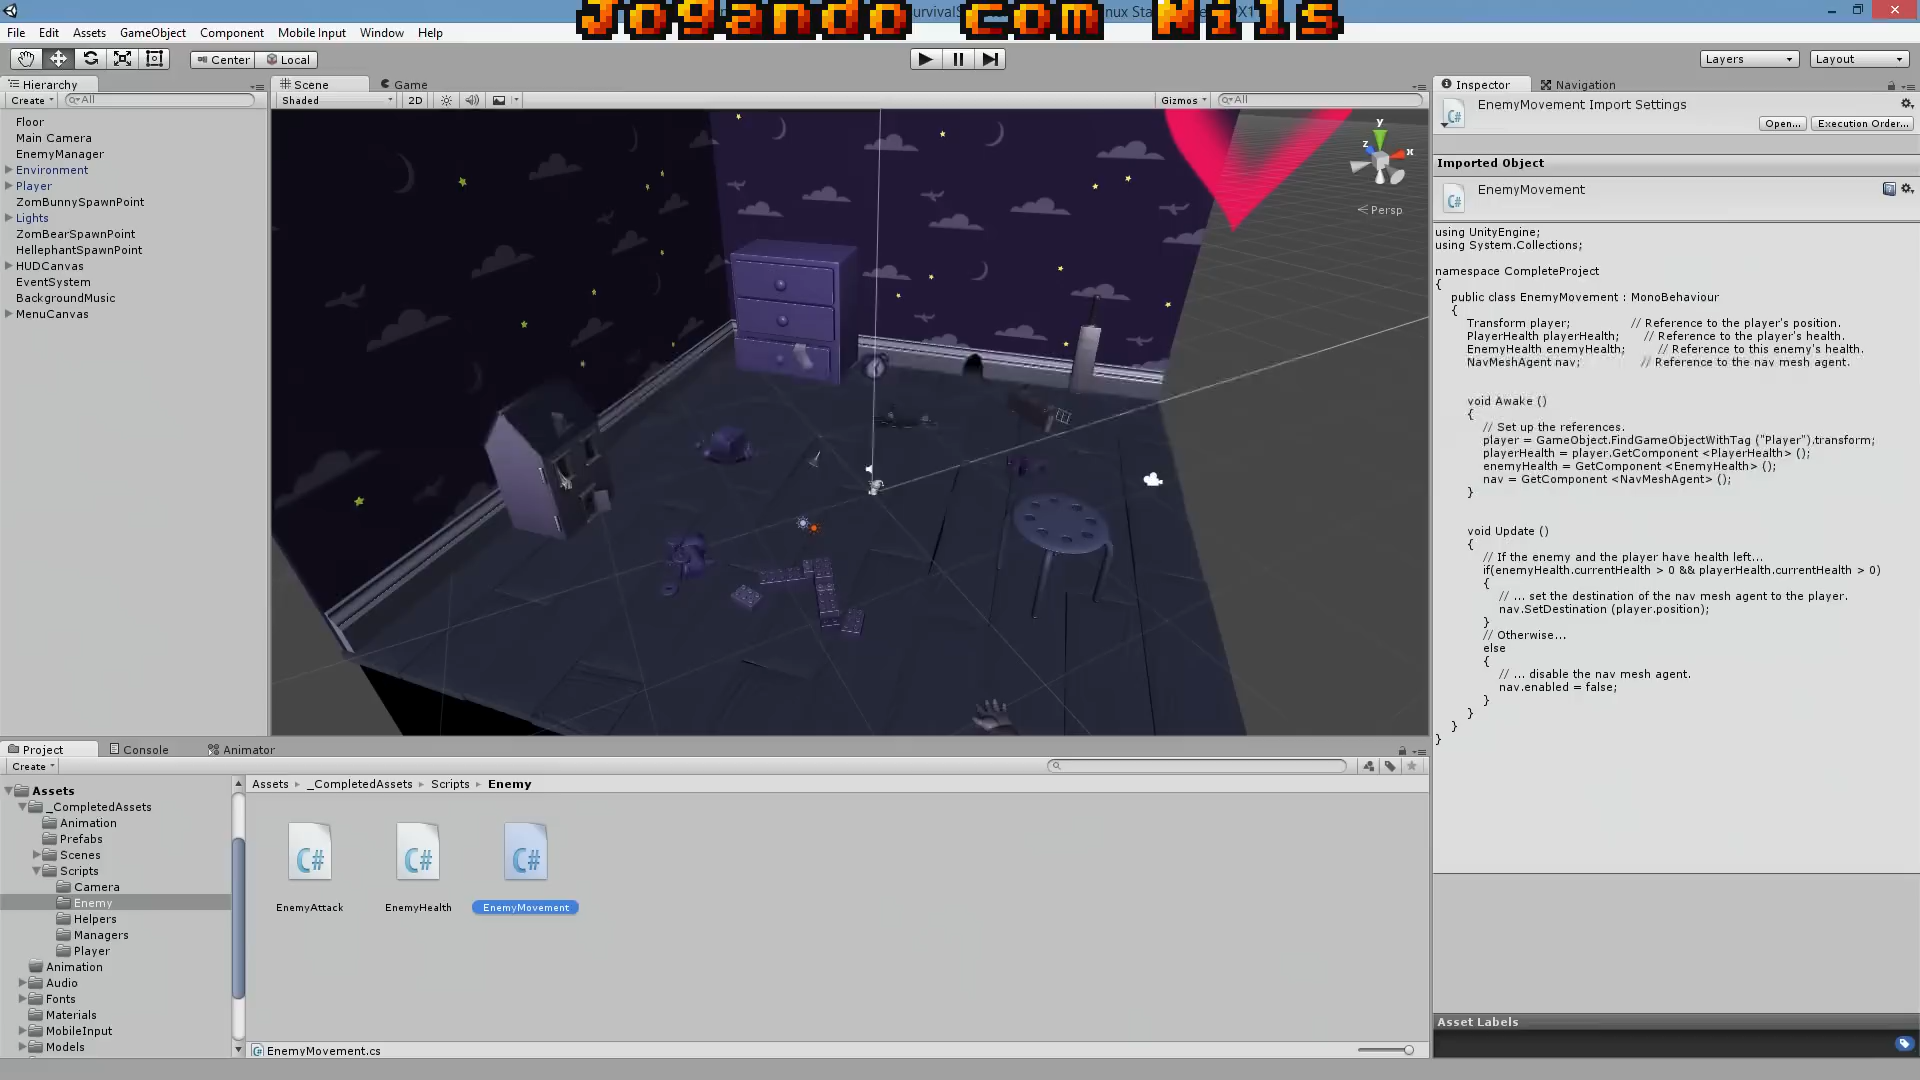 Jogando com Nils
File Edit Assets GameObject Component Mobile Input Window Help
Center Local
Layers
Layout
Hierarchy
Create All
Floor
Main Camera
EnemyManager
Environment
Player
ZomBunnySpawnPoint
Lights
ZomBearSpawnPoint
HellephantSpawnPoint
HUDCanvas
EventSystem
BackgroundMusic
MenuCanvas
Scene Game
Shaded 2D Gizmos All
y
z x
Persp
Inspector Navigation
EnemyMovement Import Settings
Open... Execution Order...
Imported Object
EnemyMovement
using UnityEngine;
using System.Collections;
namespace CompleteProject
{
public class EnemyMovement : MonoBehaviour
{
Transform player; // Reference to the player's position.
PlayerHealth playerHealth; // Reference to the player's health.
EnemyHealth enemyHealth; // Reference to this enemy's health.
NavMeshAgent nav; // Reference to the nav mesh agent.
void Awake ()
{
// Set up the references.
player = GameObject.FindGameObjectWithTag ("Player").transform;
playerHealth = player.GetComponent <PlayerHealth> ();
enemyHealth = GetComponent <EnemyHealth> ();
nav = GetComponent <NavMeshAgent> ();
}
void Update ()
{
// If the enemy and the player have health left...
if(enemyHealth.currentHealth > 0 && playerHealth.currentHealth > 0)
{
// ... set the destination of the nav mesh agent to the player.
nav.SetDestination (player.position);
}
// Otherwise...
else
{
// ... disable the nav mesh agent.
nav.enabled = false;
}
}
}
}
Asset Labels
Project Console Animator
Create
Assets
_CompletedAssets
Animation
Prefabs
Scenes
Scripts
Camera
Enemy
Helpers
Managers
Player
Animation
Audio
Fonts
Materials
MobileInput
Models
Assets _CompletedAssets Scripts Enemy
C# C# C#
EnemyAttack EnemyHealth EnemyMovement
EnemyMovement.cs